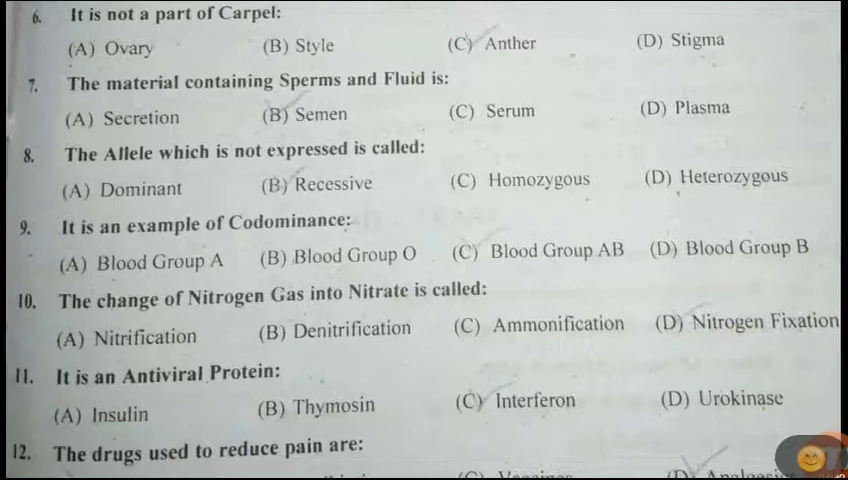 6. It is not a part of Carpel:
(A) Ovary (B) Style (C) Anther (D) Stigma
7. The material containing Sperms and Fluid is:
(A) Secretion (B) Semen (C) Serum (D) Plasma
8. The Allele which is not expressed is called:
(A) Dominant (B) Recessive (C) Homozygous (D) Heterozygous
9. It is an example of Codominance:
(A) Blood Group A (B) Blood Group O (C) Blood Group AB (D) Blood Group B
10. The change of Nitrogen Gas into Nitrate is called:
(A) Nitrification (B) Denitrification (C) Ammonification (D) Nitrogen Fixation
11. It is an Antiviral Protein:
(A) Insulin (B) Thymosin (C) Interferon (D) Urokinase
12. The drugs used to reduce pain are:
(C) Vaccines (D)